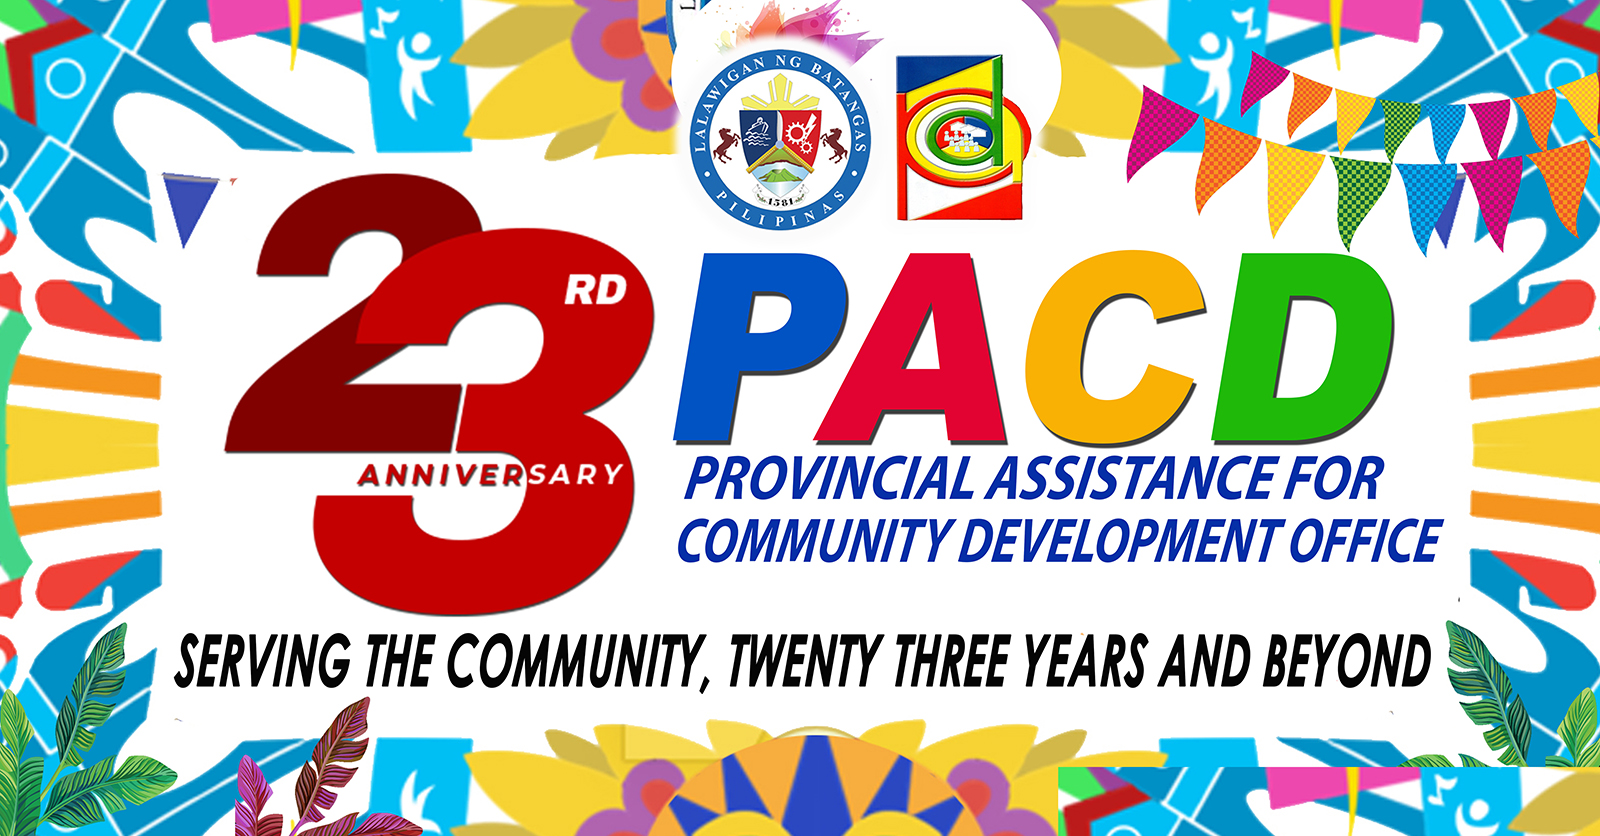 LALAWIGAN NG BATANGAS
PILIPINAS
1581
23RD
ANNIVERSARY
PACD
PROVINCIAL ASSISTANCE FOR
COMMUNITY DEVELOPMENT OFFICE
SERVING THE COMMUNITY, TWENTY THREE YEARS AND BEYOND